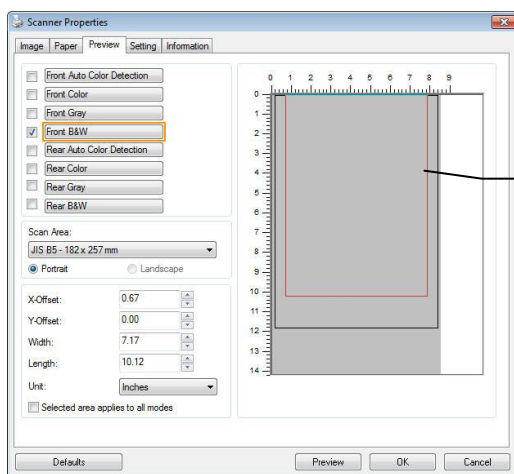 Scanner Properties
Image Paper Preview Setting Information
Front Auto Color Detection
Front Color
Front Gray
Front B&W
Rear Auto Color Detection
Rear Color
Rear Gray
Rear B&W
Scan Area:
JIS B5 - 182 x 257 mm
Portrait Landscape
X-Offset: 0.67
Y-Offset: 0.00
Width: 7.17
Length: 10.12
Unit: Inches
Selected area applies to all modes
0 1 2 3 4 5 6 7 8 9
0
1
2
3
4
5
6
7
8
9
10
11
12
13
14
Defaults Preview OK Cancel